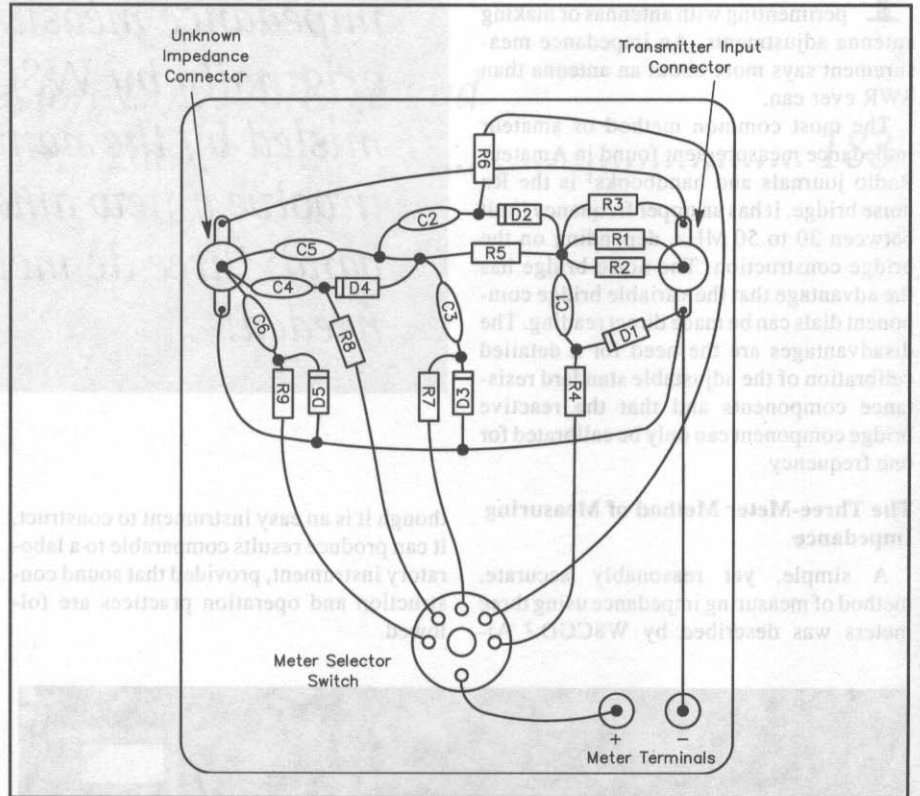 Unknown
Impedance
Connector
Transmitter Input
Connector
R6
C2
D2
R3
R1
C5
R5
R2
C4
D4
C1
C6
R8
C3
D1
R9
D5
R7
D3
R4
Meter Selector
Switch
+
−
Meter Terminals
perimenting with antennas or making
antenna adjustments. An impedance mea-
surement says more about an antenna than
SWR ever can.
The most common method of amateur
impedance measurement found in Amateur
Radio journals and handbooks¹ is the
bridge. It has an upper frequency
between 30 to 50 MHz, depending on the
bridge construction. The bridge has
the advantage that the variable bridge com-
ponent dials can be made direct reading. The
disadvantages are the need for a detailed
calibration of the adjustable standard resis-
tance components and that the reactive
bridge component can only be calibrated for
one frequency.
The Three-Meter Method of Measuring
Impedance
A simple, yet reasonably accurate,
method of measuring impedance using three
meters was described by W8CGD.² Al-
though it is an easy instrument to construct,
it can produce results comparable to a labo-
ratory instrument, provided that sound con-
struction and operation practices are fol-
lowed.